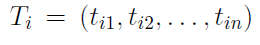 T_i = (t_{i1}, t_{i2}, . . . , t_{in})